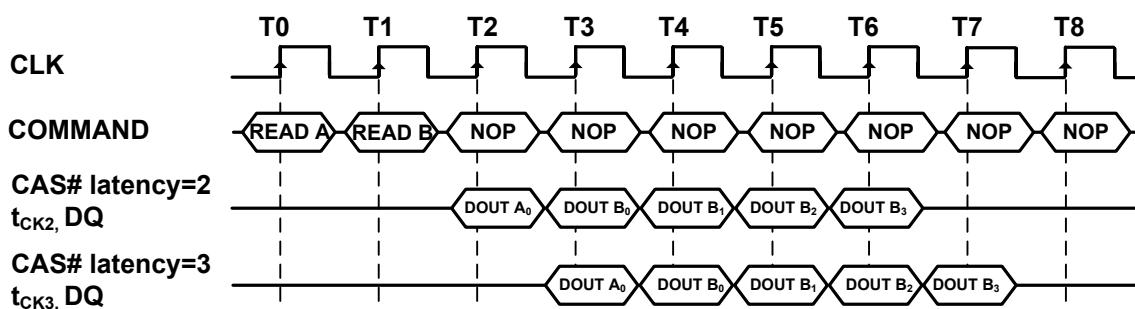 T0 T1 T2 T3 T4 T5 T6 T7 T8
CLK
COMMAND READ A READ B NOP NOP NOP NOP NOP NOP NOP
CAS# latency=2
tCK2, DQ DOUT A0 DOUT B0 DOUT B1 DOUT B2 DOUT B3
CAS# latency=3
tCK3, DQ DOUT A0 DOUT B0 DOUT B1 DOUT B2 DOUT B3